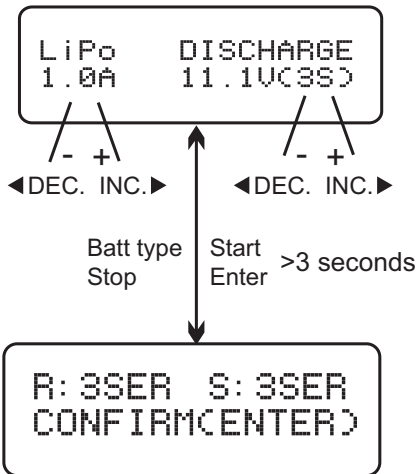 LiPo DISCHARGE
1.0A 11.1V(3S)
- + - +
◀DEC. INC.▶ ◀DEC. INC.▶
Batt type Start
Stop Enter >3 seconds
R: 3SER S: 3SER
CONFIRM(ENTER)